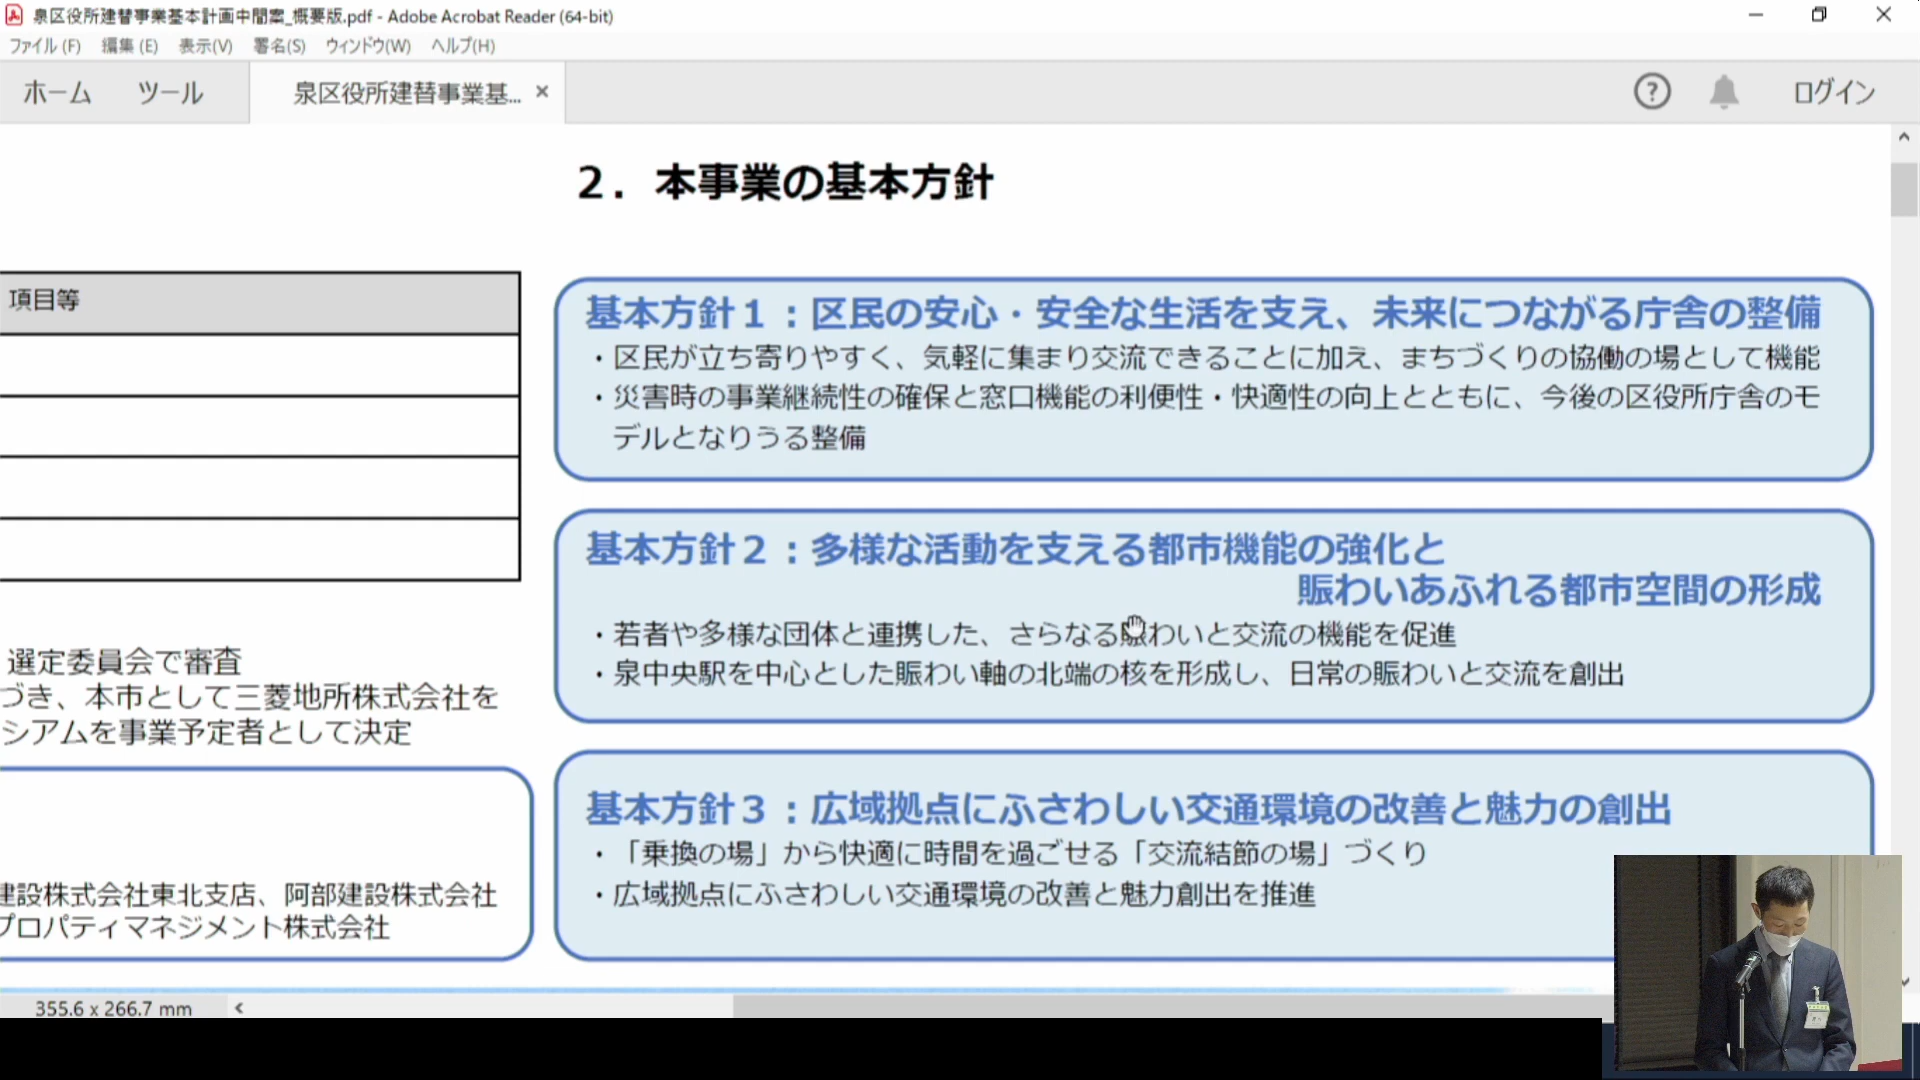 泉区役所建替事業基本計画中間案_概要版.pdf - Adobe Acrobat Reader (64-bit)
ファイル(F) 編集(E) 表示(V) 署名(S) ウィンドウ(W) ヘルプ(H)
ホーム ツール 泉区役所建替事業基... × ? ログイン
2．本事業の基本方針
項目等
選定委員会で審査
づき、本市として三菱地所株式会社を
シアムを事業予定者として決定
建設株式会社東北支店、阿部建設株式会社
プロパティマネジメント株式会社
基本方針１：区民の安心・安全な生活を支え、未来につながる庁舎の整備
・区民が立ち寄りやすく、気軽に集まり交流できることに加え、まちづくりの協働の場として機能
・災害時の事業継続性の確保と窓口機能の利便性・快適性の向上とともに、今後の区役所庁舎のモ
デルとなりうる整備
基本方針２：多様な活動を支える都市機能の強化と
賑わいあふれる都市空間の形成
・若者や多様な団体と連携した、さらなる賑わいと交流の機能を促進
・泉中央駅を中心とした賑わい軸の北端の核を形成し、日常の賑わいと交流を創出
基本方針３：広域拠点にふさわしい交通環境の改善と魅力の創出
・「乗換の場」から快適に時間を過ごせる「交流結節の場」づくり
・広域拠点にふさわしい交通環境の改善と魅力創出を推進
355.6 x 266.7 mm